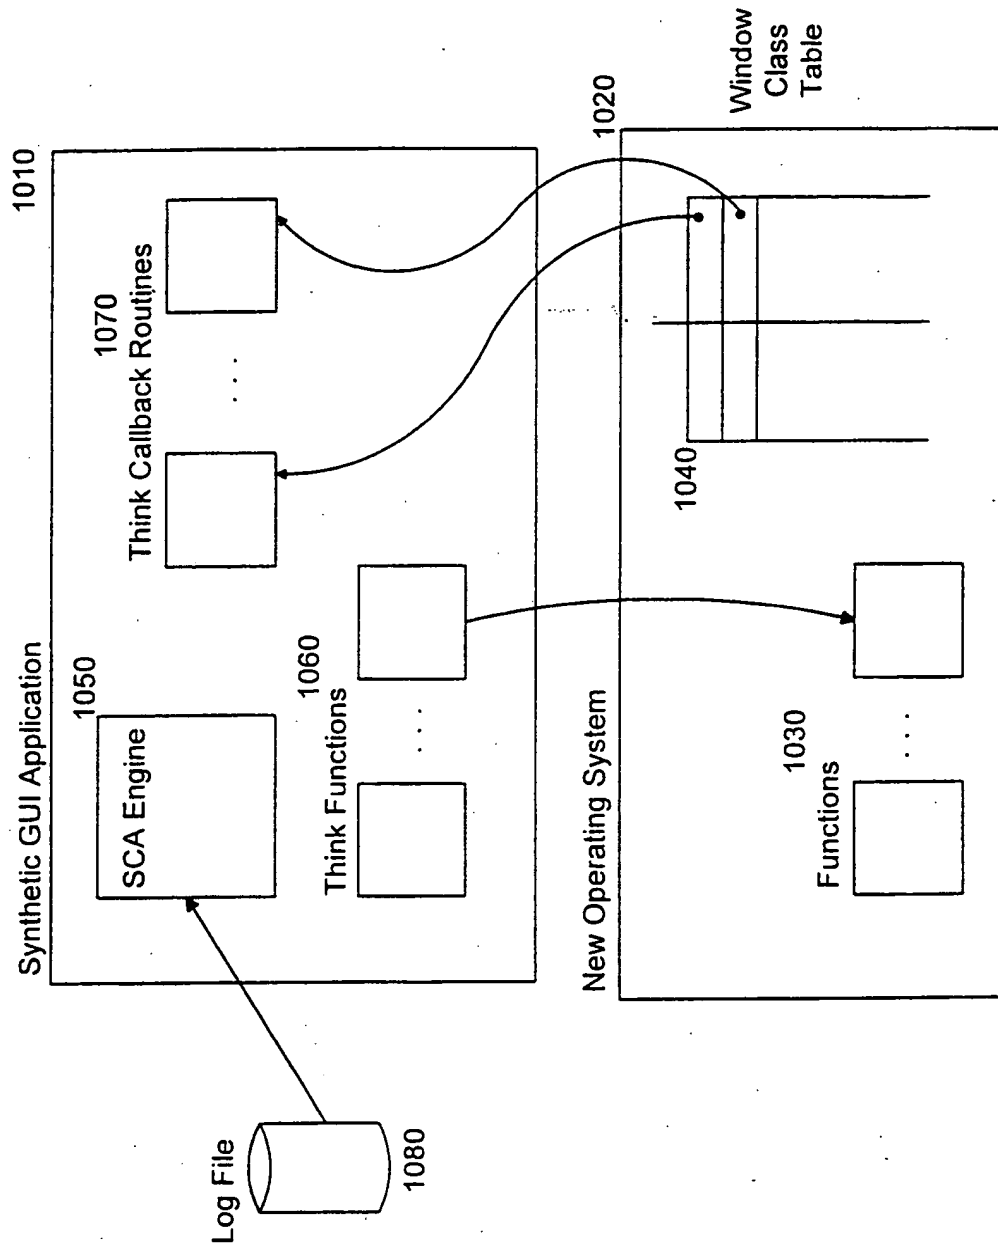 Synthetic GUI Application
1010
1050
SCA Engine
1070
Think Callback Routines
. . .
1060
Think Functions
. . .
Log File
1080
New Operating System
1020
1030
Functions
. . . .
1040
Window
Class
Table